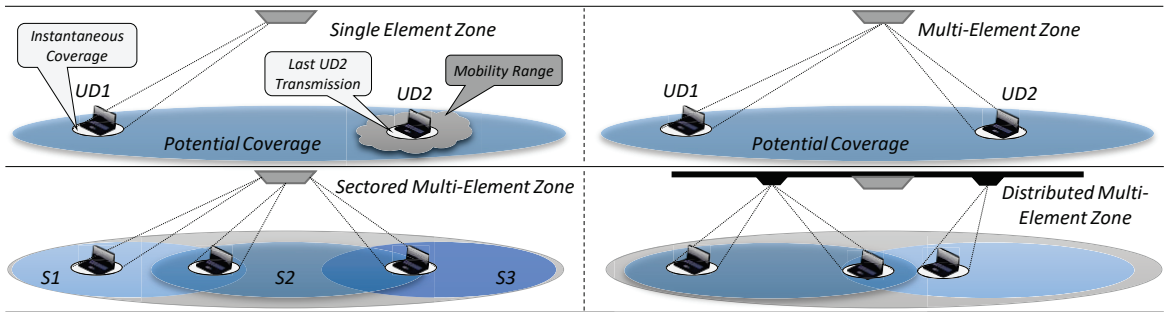 Single Element Zone
Instantaneous
Coverage
UD1
Last UD2
Transmission
UD2
Mobility Range
Potential Coverage
Multi-Element Zone
UD1
UD2
Potential Coverage
Sectored Multi-Element Zone
S1
S2
S3
Distributed Multi-
Element Zone